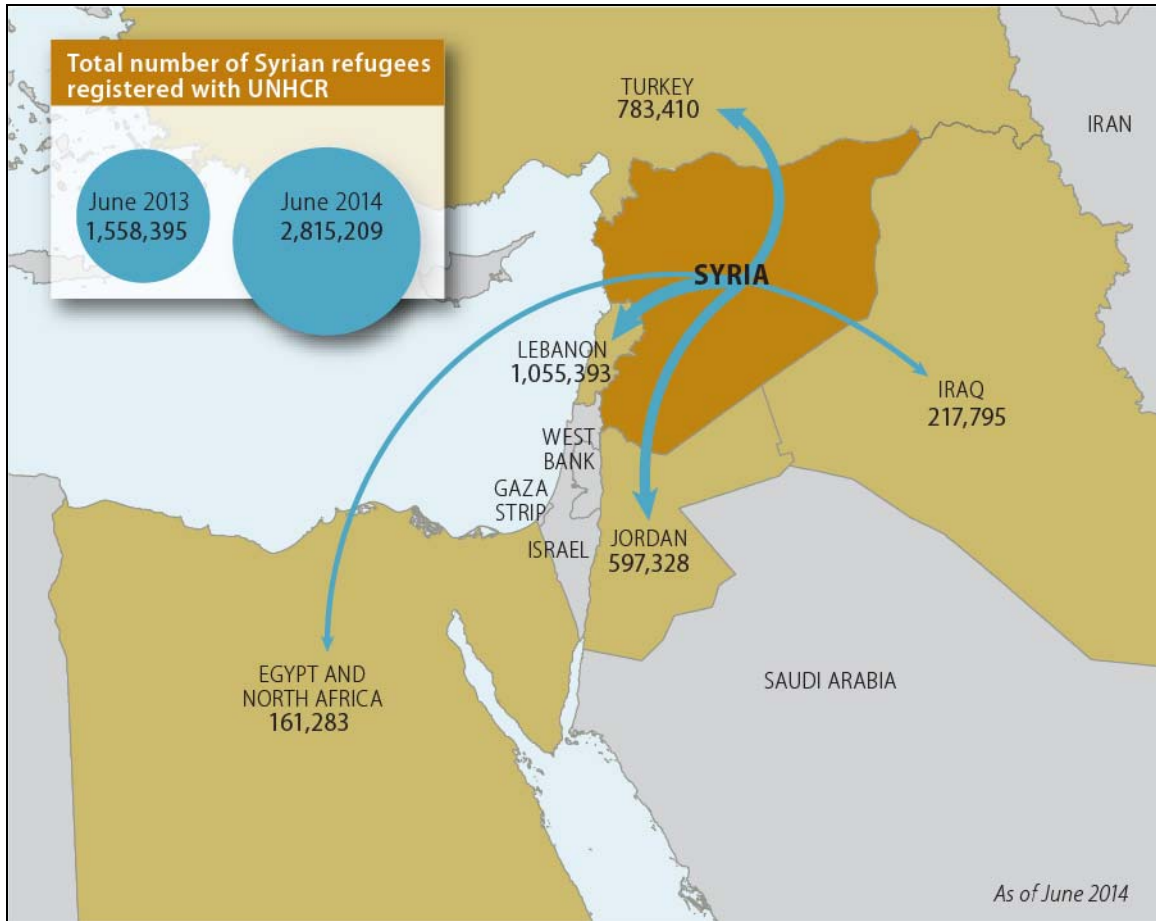 Total number of Syrian refugees
registered with UNHCR
June 2013
1,558,395
June 2014
2,815,209
TURKEY
783,410
IRAN
SYRIA
LEBANON
1,055,393
IRAQ
217,795
WEST
BANK
GAZA
STRIP
ISRAEL
JORDAN
597,328
EGYPT AND
NORTH AFRICA
161,283
SAUDI ARABIA
As of June 2014